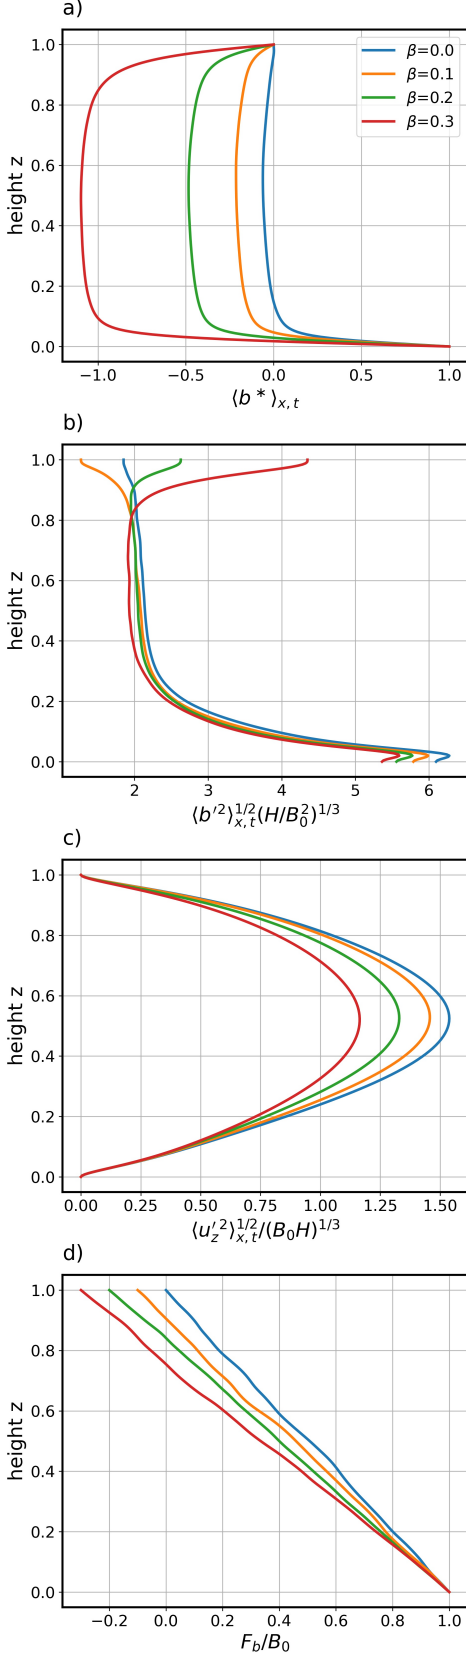 a)
1.0
0.8
0.6
0.4
0.2
0.0
height z
β=0.0
β=0.1
β=0.2
β=0.3
−1.0 −0.5 0.0 0.5 1.0
⟨b*⟩x,t
b)
1.0
0.8
0.6
0.4
0.2
0.0
height z
2 3 4 5 6
⟨b′2⟩1/2x,t(H/B20)1/3
c)
1.0
0.8
0.6
0.4
0.2
0.0
height z
0.00 0.25 0.50 0.75 1.00 1.25 1.50
⟨u′2z⟩1/2x,t/(B0H)1/3
d)
1.0
0.8
0.6
0.4
0.2
0.0
height z
−0.2 0.0 0.2 0.4 0.6 0.8 1.0
Fb/B0